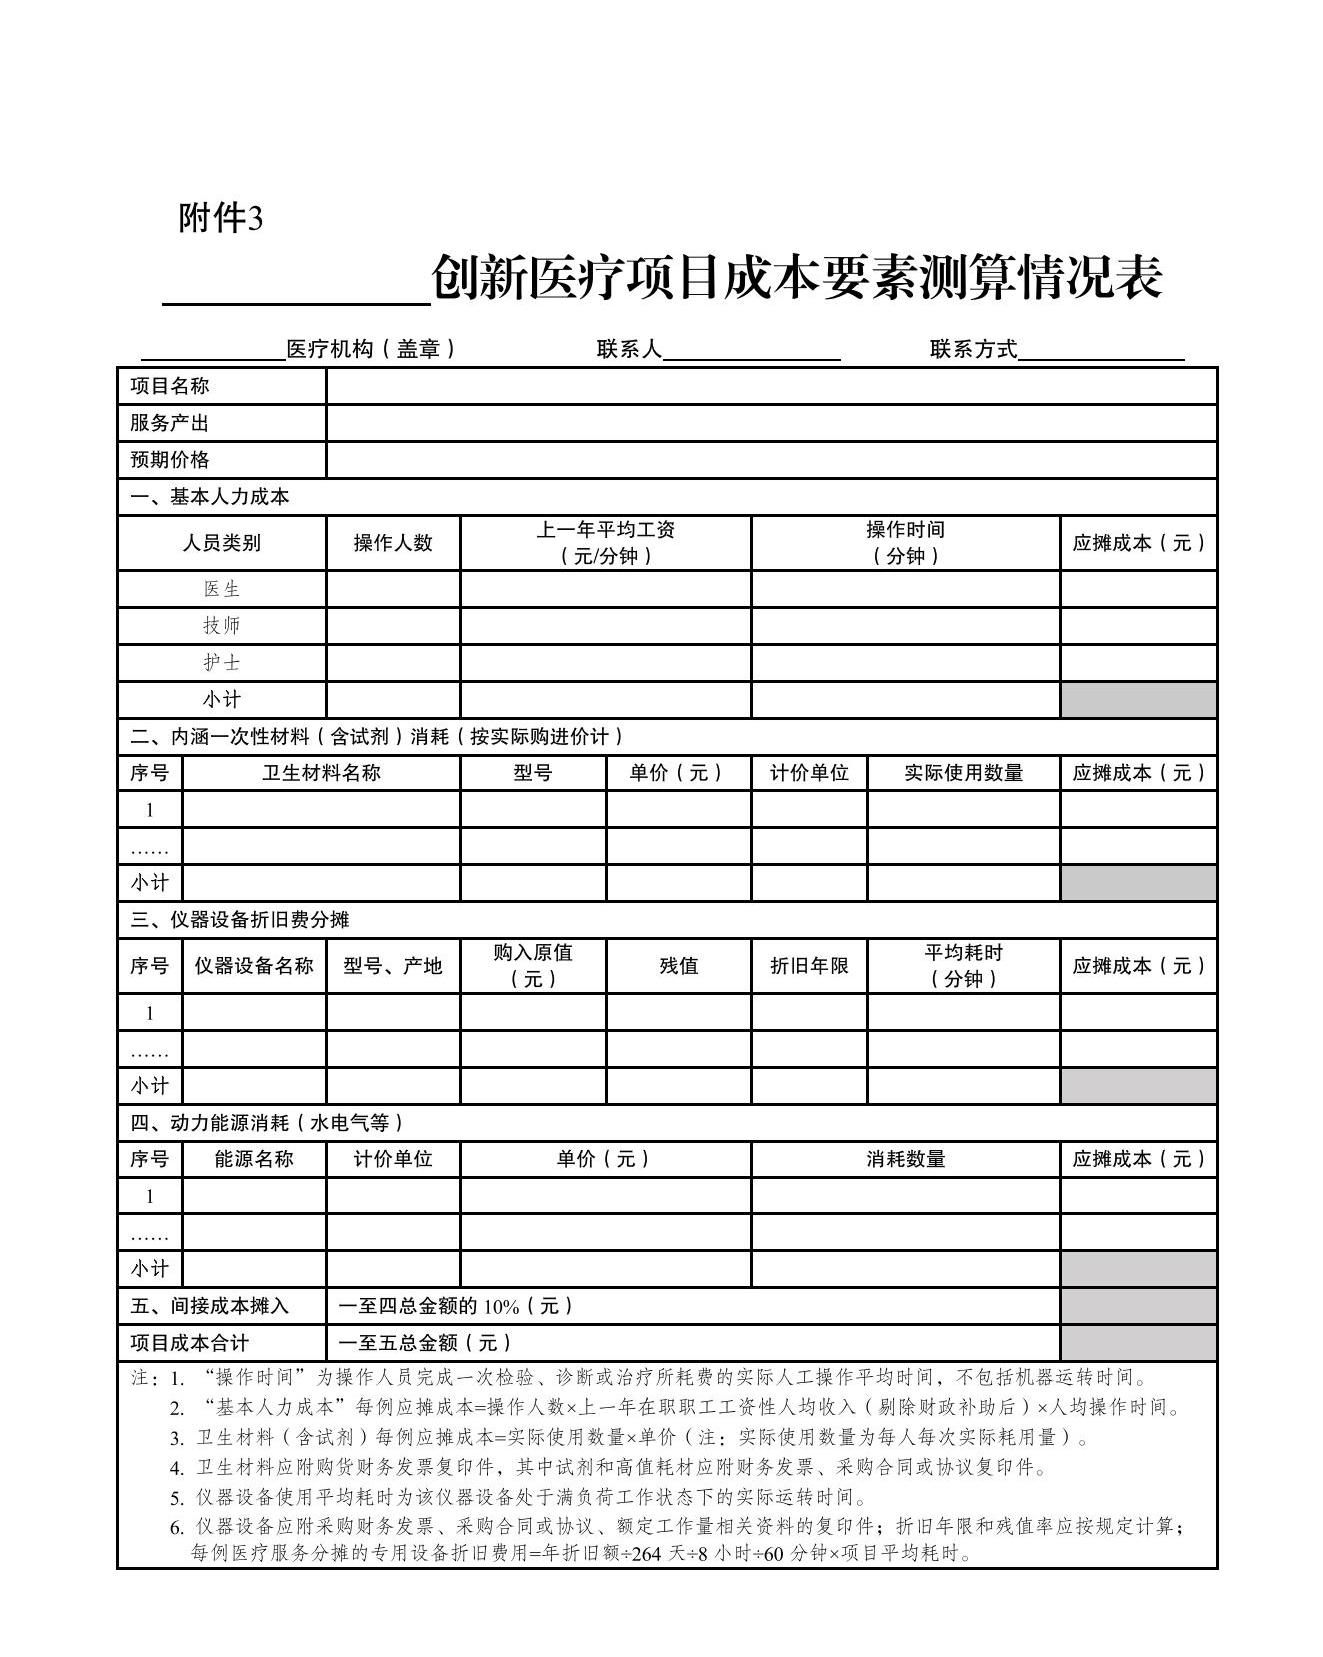 附件3
创新医疗项目成本要素测算情况表
医疗机构（盖章） 联系人 联系方式
项目名称
服务产出
预期价格
一、基本人力成本
人员类别 操作人数 上一年平均工资（元/分钟） 操作时间（分钟） 应摊成本（元）
医生
技师
护士
小计
二、内涵一次性材料（含试剂）消耗（按实际购进价计）
序号 卫生材料名称 型号 单价（元） 计价单位 实际使用数量 应摊成本（元）
1
……
小计
三、仪器设备折旧费分摊
序号 仪器设备名称 型号、产地 购入原值（元） 残值 折旧年限 平均耗时（分钟） 应摊成本（元）
1
……
小计
四、动力能源消耗（水电气等）
序号 能源名称 计价单位 单价（元） 消耗数量 应摊成本（元）
1
……
小计
五、间接成本摊入 一至四总金额的 10%（元）
项目成本合计 一至五总金额（元）
注：1. “操作时间”为操作人员完成一次检验、诊断或治疗所耗费的实际人工操作平均时间，不包括机器运转时间。
2. “基本人力成本”每例应摊成本=操作人数×上一年在职职工工资性人均收入（剔除财政补助后）×人均操作时间。
3. 卫生材料（含试剂）每例应摊成本=实际使用数量×单价（注：实际使用数量为每人每次实际耗用量）。
4. 卫生材料应附购货财务发票复印件，其中试剂和高值耗材应附财务发票、采购合同或协议复印件。
5. 仪器设备使用平均耗时为该仪器设备处于满负荷工作状态下的实际运转时间。
6. 仪器设备应附采购财务发票、采购合同或协议、额定工作量相关资料的复印件；折旧年限和残值率应按规定计算；
每例医疗服务分摊的专用设备折旧费用=年折旧额÷264 天÷8 小时÷60 分钟×项目平均耗时。